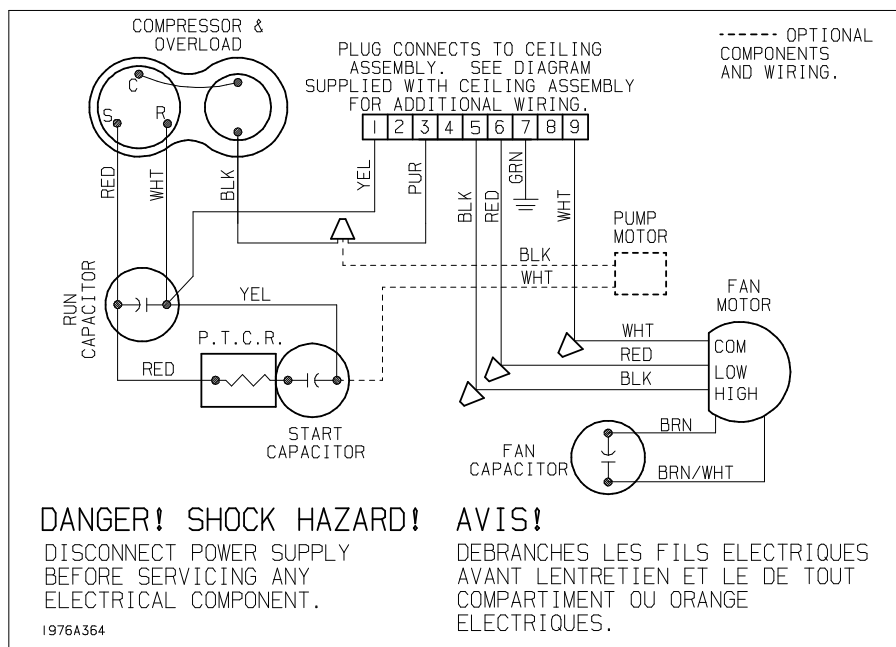 COMPRESSOR &
OVERLOAD
PLUG CONNECTS TO CEILING
ASSEMBLY. SEE DIAGRAM
SUPPLIED WITH CEILING ASSEMBLY
FOR ADDITIONAL WIRING.
------ OPTIONAL
COMPONENTS
AND WIRING.
C
S
R
1 2 3 4 5 6 7 8 9
RED
WHT
BLK
YEL
PUR
BLK
RED
GRN
WHT
PUMP
MOTOR
BLK
WHT
FAN
MOTOR
RUN
CAPACITOR
YEL
P.T.C.R.
RED
START
CAPACITOR
WHT
RED
BLK
COM
LOW
HIGH
BRN
FAN
CAPACITOR
BRN/WHT
DANGER! SHOCK HAZARD!
DISCONNECT POWER SUPPLY
BEFORE SERVICING ANY
ELECTRICAL COMPONENT.
AVIS!
DEBRANCHES LES FILS ELECTRIQUES
AVANT LENTRETIEN ET LE DE TOUT
COMPARTIMENT OU ORANGE
ELECTRIQUES.
1976A364